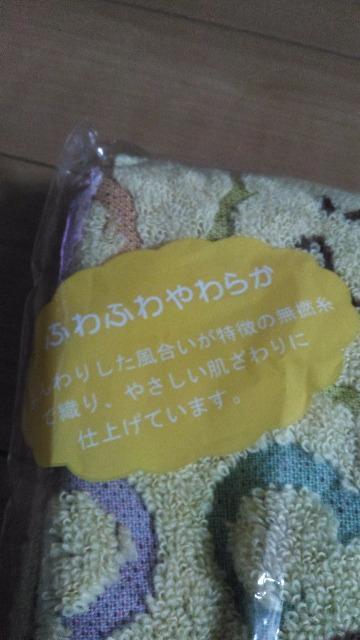 ふわふわやわらか
ふんわりした風合いが特徴の無撚糸
で織り、やさしい肌ざわりに
仕上げています。